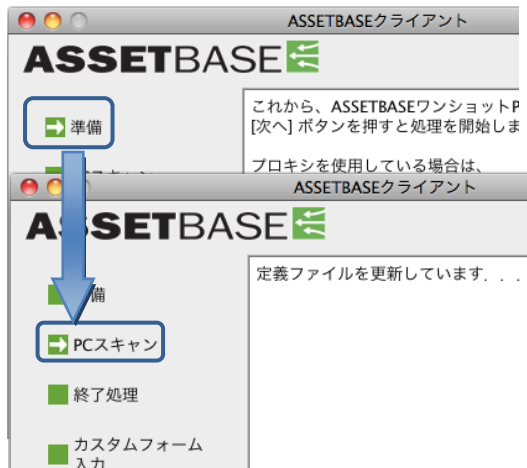 ASSETBASEクライアント
ASSETBASE
準備
これから、ASSETBASEワンショットP
[次へ] ボタンを押すと処理を開始しま
プロキシを使用している場合は、
ASSETBASEクライアント
ASSETBASE
備
定義ファイルを更新しています．．．
PCスキャン
終了処理
カスタムフォーム
入力